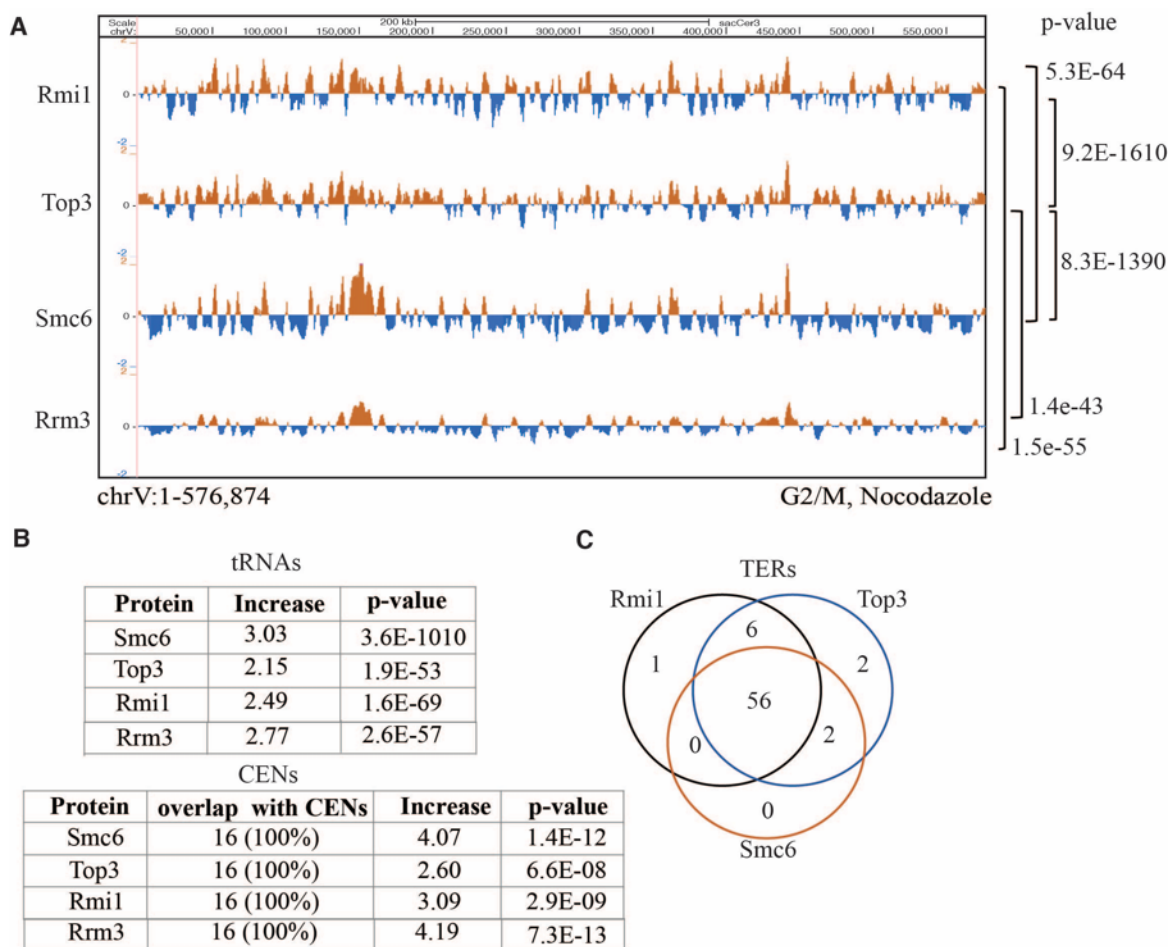 A
p-value
Scale
200 kb
sacCer3
chrV:
50,000
100,000
150,000
200,000
250,000
300,000
350,000
400,000
450,000
500,000
550,000
2
Rmi1
0
-2
2
Top3
0
-2
2
Smc6
0
-2
2
Rrm3
0
-2
5.3E-64
9.2E-1610
8.3E-1390
1.4e-43
1.5e-55
chrV:1-576,874
G2/M, Nocodazole
B
tRNAs
Protein Increase p-value
Smc6 3.03 3.6E-1010
Top3 2.15 1.9E-53
Rmi1 2.49 1.6E-69
Rrm3 2.77 2.6E-57
CENs
Protein overlap with CENs Increase p-value
Smc6 16 (100%) 4.07 1.4E-12
Top3 16 (100%) 2.60 6.6E-08
Rmi1 16 (100%) 3.09 2.9E-09
Rrm3 16 (100%) 4.19 7.3E-13
C
TERs
Rmi1
Top3
6
1
2
56
0
2
0
Smc6